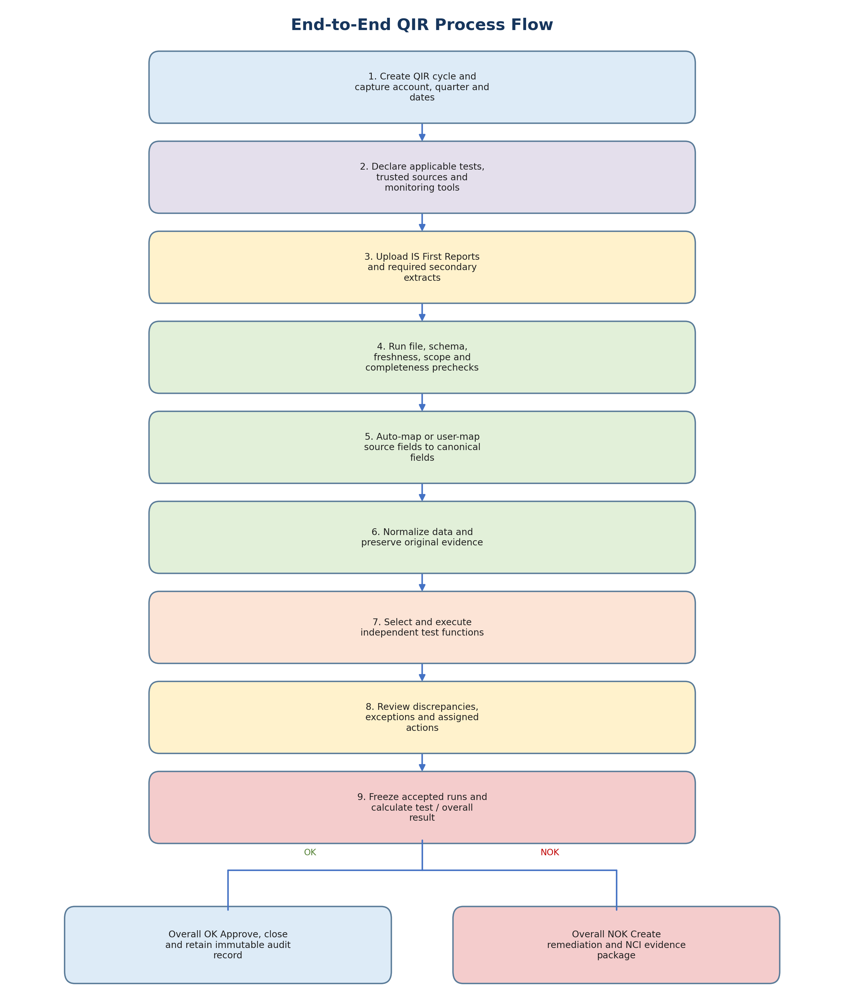 End-to-End QIR Process Flow
1. Create QIR cycle and
capture account, quarter and
dates
2. Declare applicable tests,
trusted sources and
monitoring tools
3. Upload IS First Reports
and required secondary
extracts
4. Run file, schema,
freshness, scope and
completeness prechecks
5. Auto-map or user-map
source fields to canonical
fields
6. Normalize data and
preserve original evidence
7. Select and execute
independent test functions
8. Review discrepancies,
exceptions and assigned
actions
9. Freeze accepted runs and
calculate test / overall
result
OK
NOK
Overall OK Approve, close
and retain immutable audit
record
Overall NOK Create
remediation and NCI evidence
package